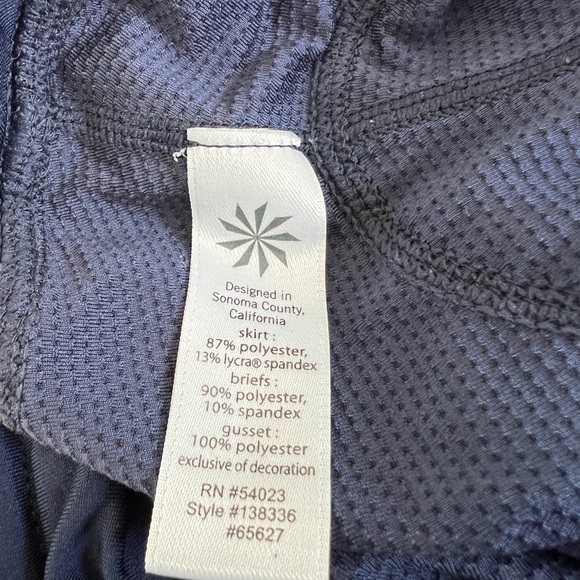 Designed in
Sonoma County,
California
skirt :
87% polyester,
13% lycra® spandex
briefs :
90% polyester,
10% spandex
gusset :
100% polyester
exclusive of decoration
RN #54023
Style #138336
#65627